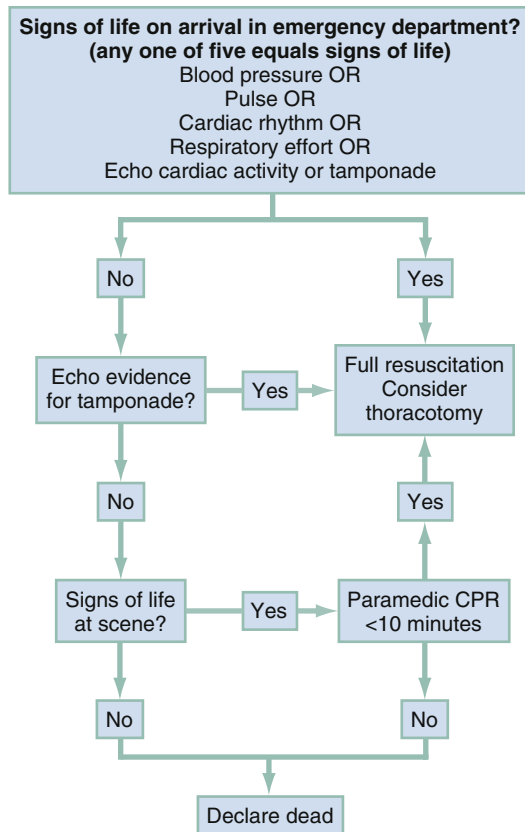 Signs of life on arrival in emergency department?
(any one of five equals signs of life)
Blood pressure OR
Pulse OR
Cardiac rhythm OR
Respiratory effort OR
Echo cardiac activity or tamponade
No
Yes
Echo evidence
for tamponade?
Yes
Full resuscitation
Consider
thoracotomy
No
Yes
Signs of life
at scene?
Yes
Paramedic CPR
<10 minutes
No
No
Declare dead